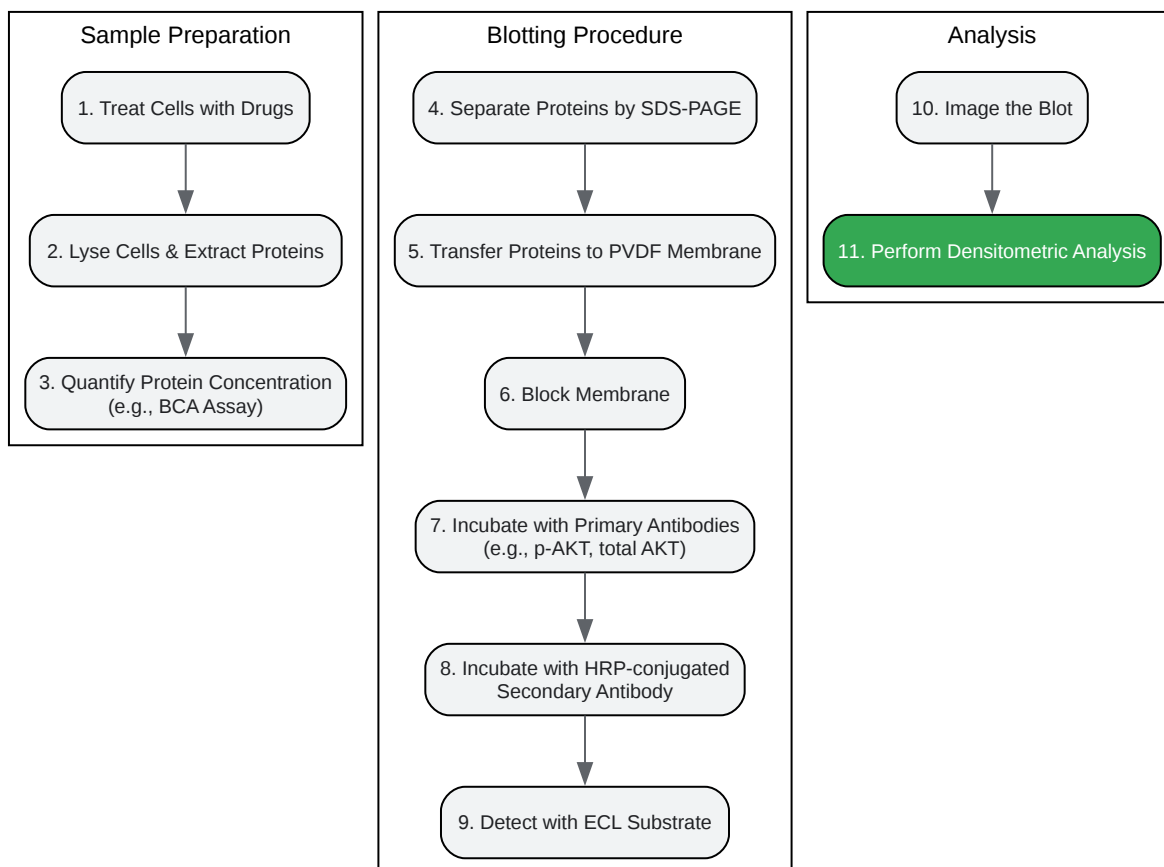 Sample Preparation
1. Treat Cells with Drugs
2. Lyse Cells & Extract Proteins
3. Quantify Protein Concentration
(e.g., BCA Assay)
Blotting Procedure
4. Separate Proteins by SDS-PAGE
5. Transfer Proteins to PVDF Membrane
6. Block Membrane
7. Incubate with Primary Antibodies
(e.g., p-AKT, total AKT)
8. Incubate with HRP-conjugated
Secondary Antibody
9. Detect with ECL Substrate
Analysis
10. Image the Blot
11. Perform Densitometric Analysis